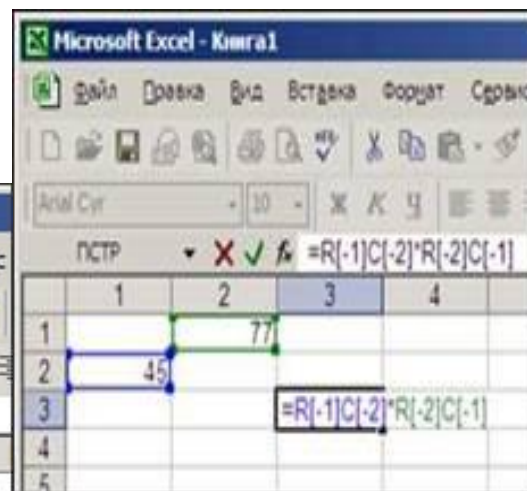 Microsoft Excel - Книга1
Файл Правка Вид Вставка Формат Сервис
Arial Cyr 10 Ж К Ч
ПСТР =R[-1]C[-2]*R[-2]C[-1]
1 2 3 4
1 77
2 45
3 =R[-1]C[-2]*R[-2]C[-1]
4
5